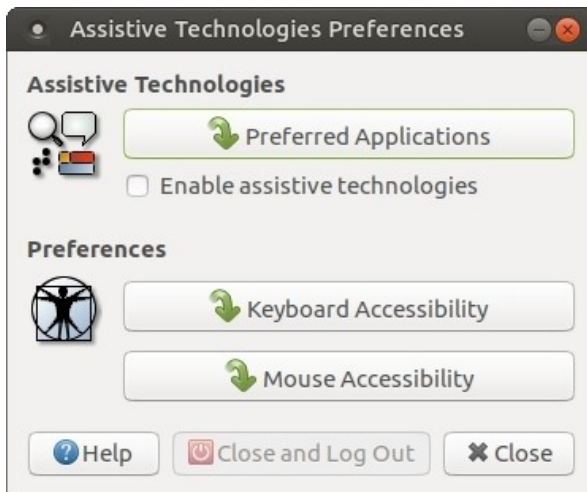 Assistive Technologies Preferences
Assistive Technologies
Preferred Applications
Enable assistive technologies
Preferences
Keyboard Accessibility
Mouse Accessibility
Help Close and Log Out Close